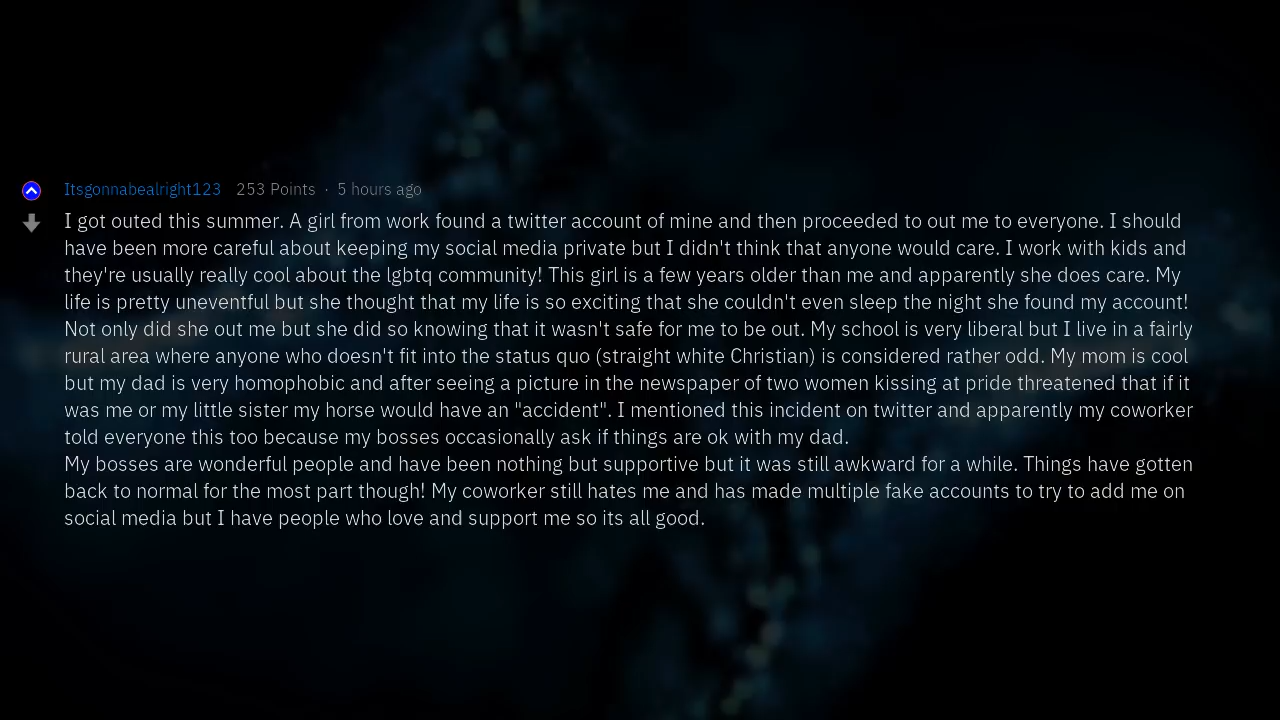 Itsgonnabealright123 253 Points · 5 hours ago
I got outed this summer. A girl from work found a twitter account of mine and then proceeded to out me to everyone. I should
have been more careful about keeping my social media private but I didn't think that anyone would care. I work with kids and
they're usually really cool about the lgbtq community! This girl is a few years older than me and apparently she does care. My
life is pretty uneventful but she thought that my life is so exciting that she couldn't even sleep the night she found my account!
Not only did she out me but she did so knowing that it wasn't safe for me to be out. My school is very liberal but I live in a fairly
rural area where anyone who doesn't fit into the status quo (straight white Christian) is considered rather odd. My mom is cool
but my dad is very homophobic and after seeing a picture in the newspaper of two women kissing at pride threatened that if it
was me or my little sister my horse would have an "accident". I mentioned this incident on twitter and apparently my coworker
told everyone this too because my bosses occasionally ask if things are ok with my dad.
My bosses are wonderful people and have been nothing but supportive but it was still awkward for a while. Things have gotten
back to normal for the most part though! My coworker still hates me and has made multiple fake accounts to try to add me on
social media but I have people who love and support me so its all good.